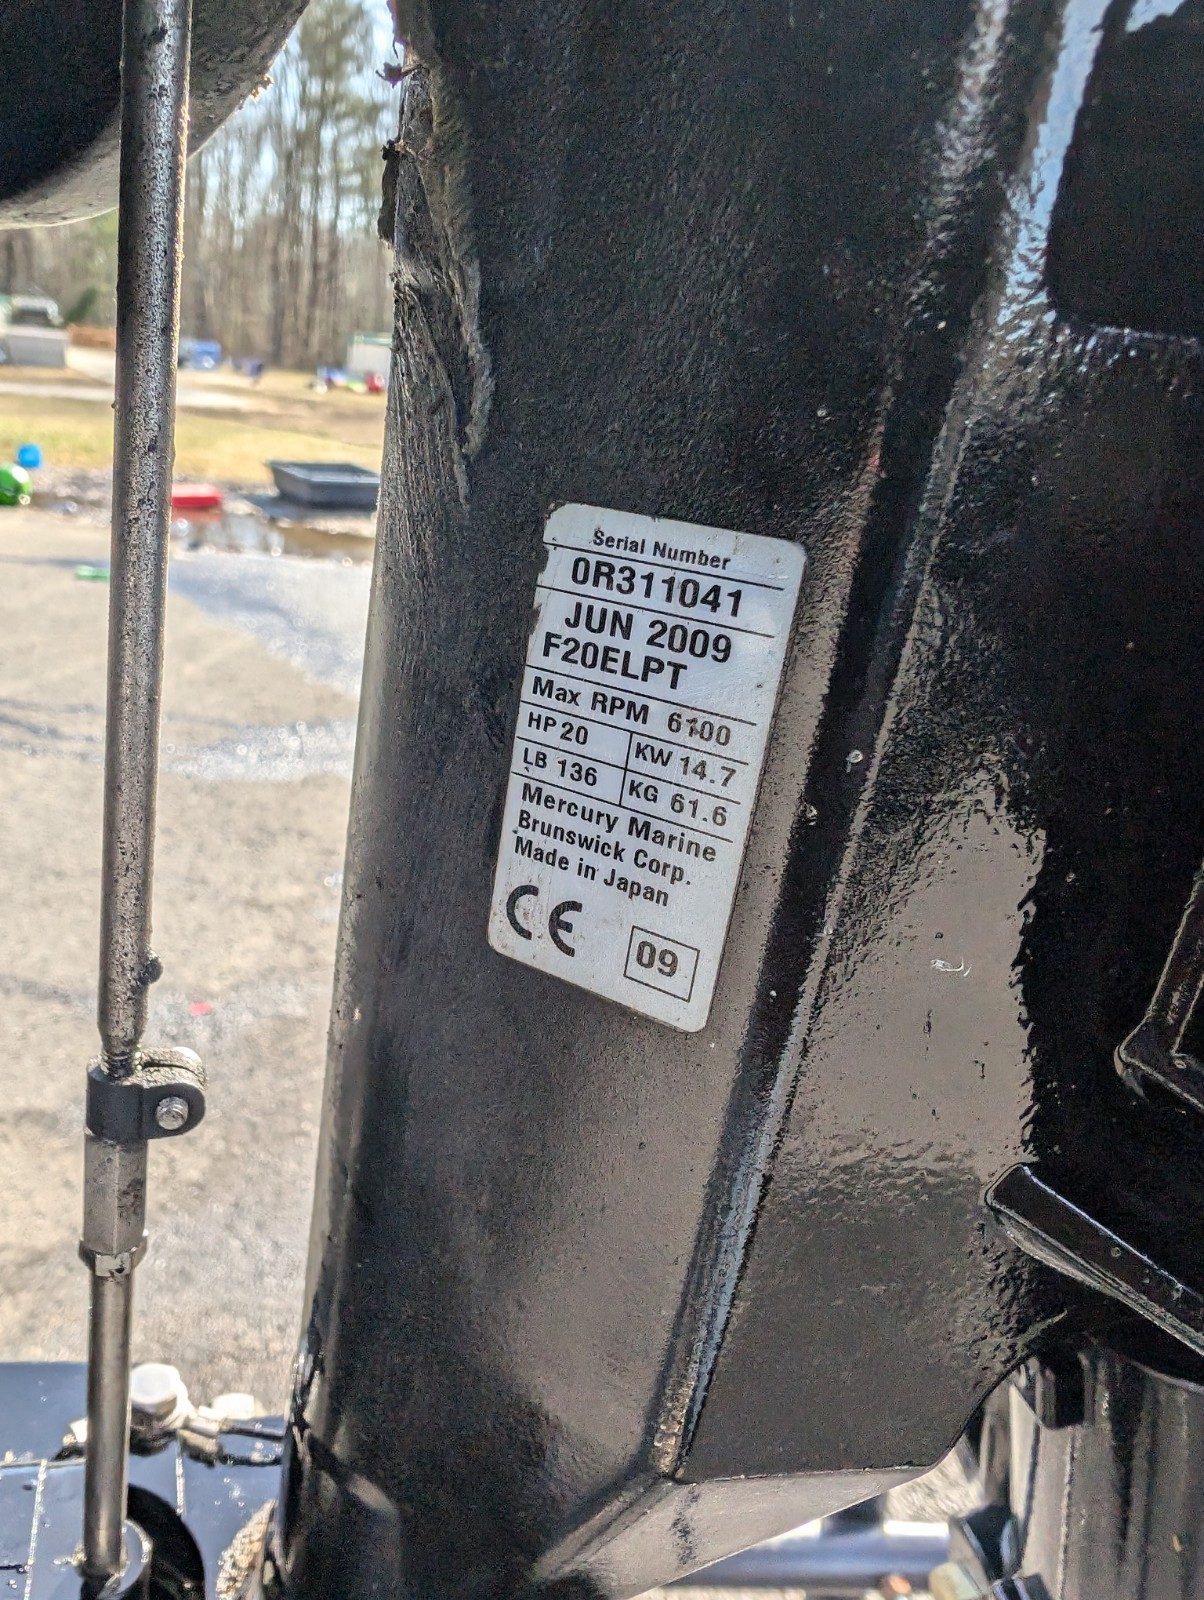 Serial Number
0R311041
JUN 2009
F20ELPT
Max RPM 6100
HP 20 KW 14.7
LB 136 KG 61.6
Mercury Marine
Brunswick Corp.
Made in Japan
CE 09